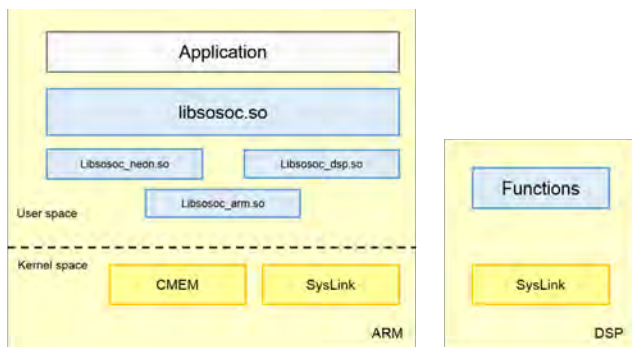 Application
libsosoc.so
Libsosoc_neon.so
Libsosoc_dsp.so
Libsosoc_arm.so
User space
Functions
Kernel space
CMEM
SysLink
SysLink
ARM
DSP